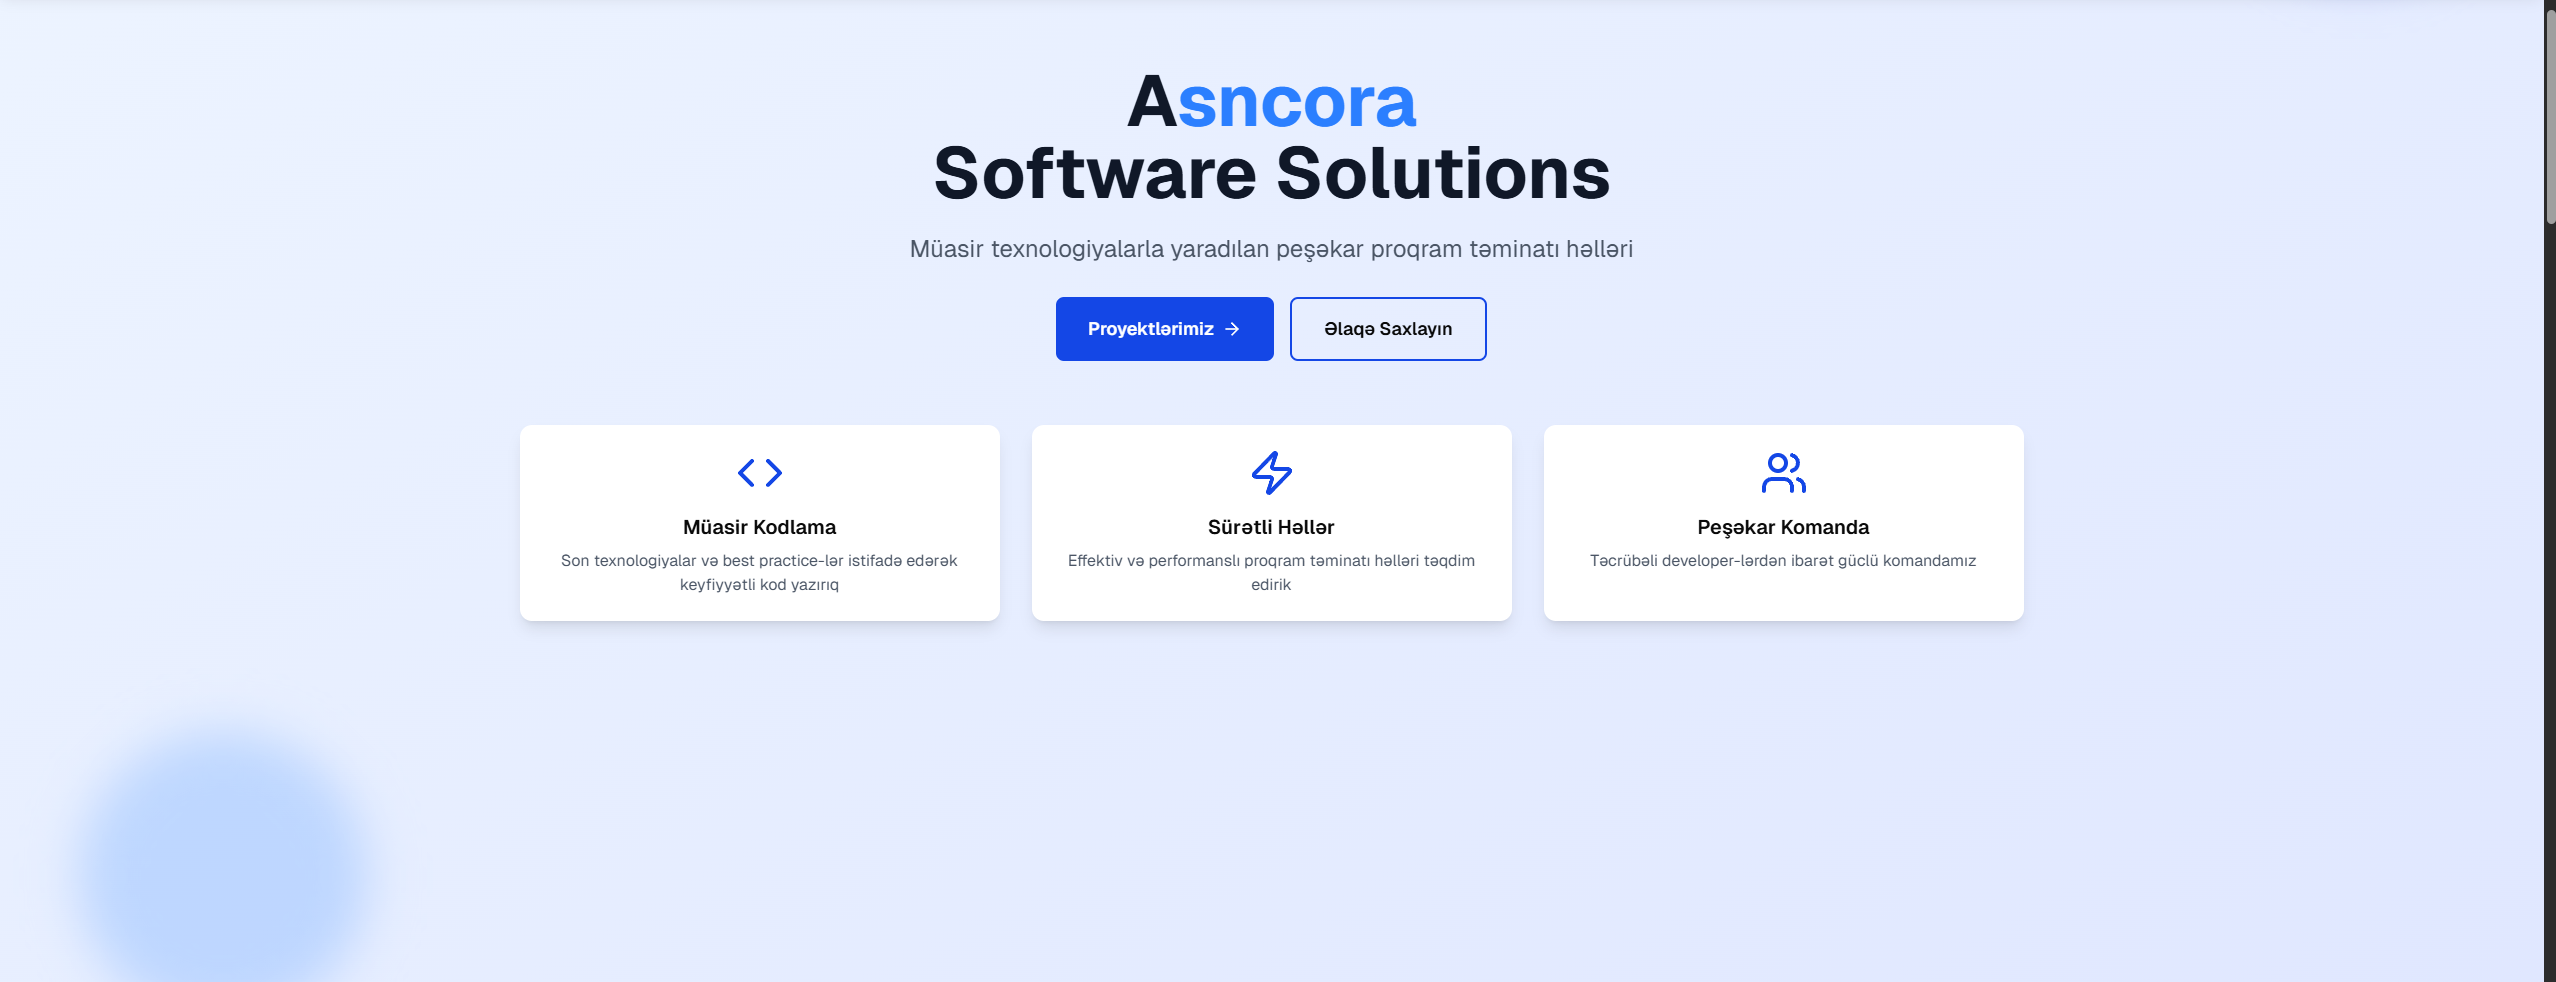 Asncora
Software Solutions
Müasir texnologiyalarla yaradılan peşəkar proqram təminatı həlləri
Proyektlərimiz →
Əlaqə Saxlayın
Müasir Kodlama
Son texnologiyalar və best practice-lər istifadə edərək
keyfiyyətli kod yazırıq
Sürətli Həllər
Effektiv və performanslı proqram təminatı həlləri təqdim
edirik
Peşəkar Komanda
Təcrübəli developer-lərdən ibarət güclü komandamız